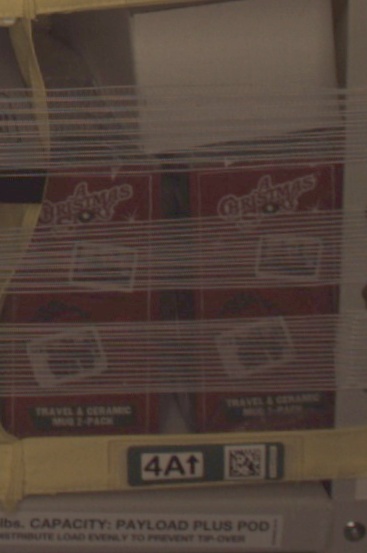 A
CHRISTMAS
STORY
A
CHRISTMAS
STORY
TRAVEL & CERAMIC
MUG 2-PACK
TRAVEL & CERAMIC
MUG 2-PACK
4A↑
lbs. CAPACITY: PAYLOAD PLUS POD
ISTRIBUTE LOAD EVENLY TO PREVENT TIP-OVER